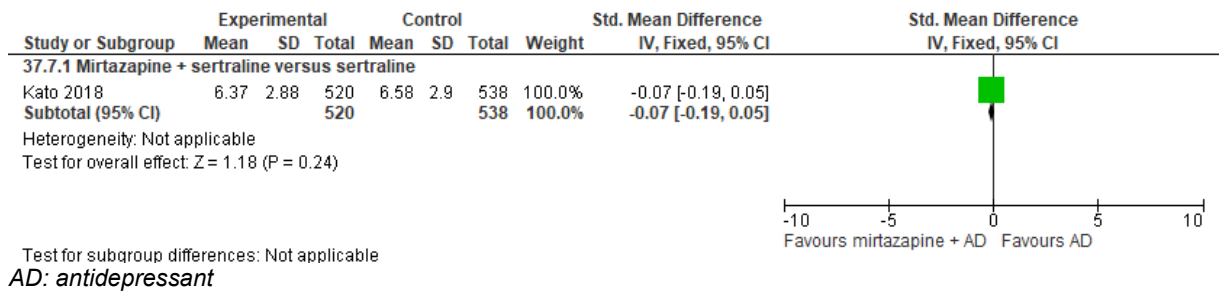 Experimental Control Std. Mean Difference Std. Mean Difference
Study or Subgroup Mean SD Total Mean SD Total Weight IV, Fixed, 95% CI IV, Fixed, 95% CI
37.7.1 Mirtazapine + sertraline versus sertraline
Kato 2018 6.37 2.88 520 6.58 2.9 538 100.0% -0.07 [-0.19, 0.05]
Subtotal (95% CI) 520 538 100.0% -0.07 [-0.19, 0.05]
Heterogeneity: Not applicable
Test for overall effect: Z = 1.18 (P = 0.24)
-10 -5 0 5 10
Favours mirtazapine + AD Favours AD
Test for subgroup differences: Not applicable
AD: antidepressant